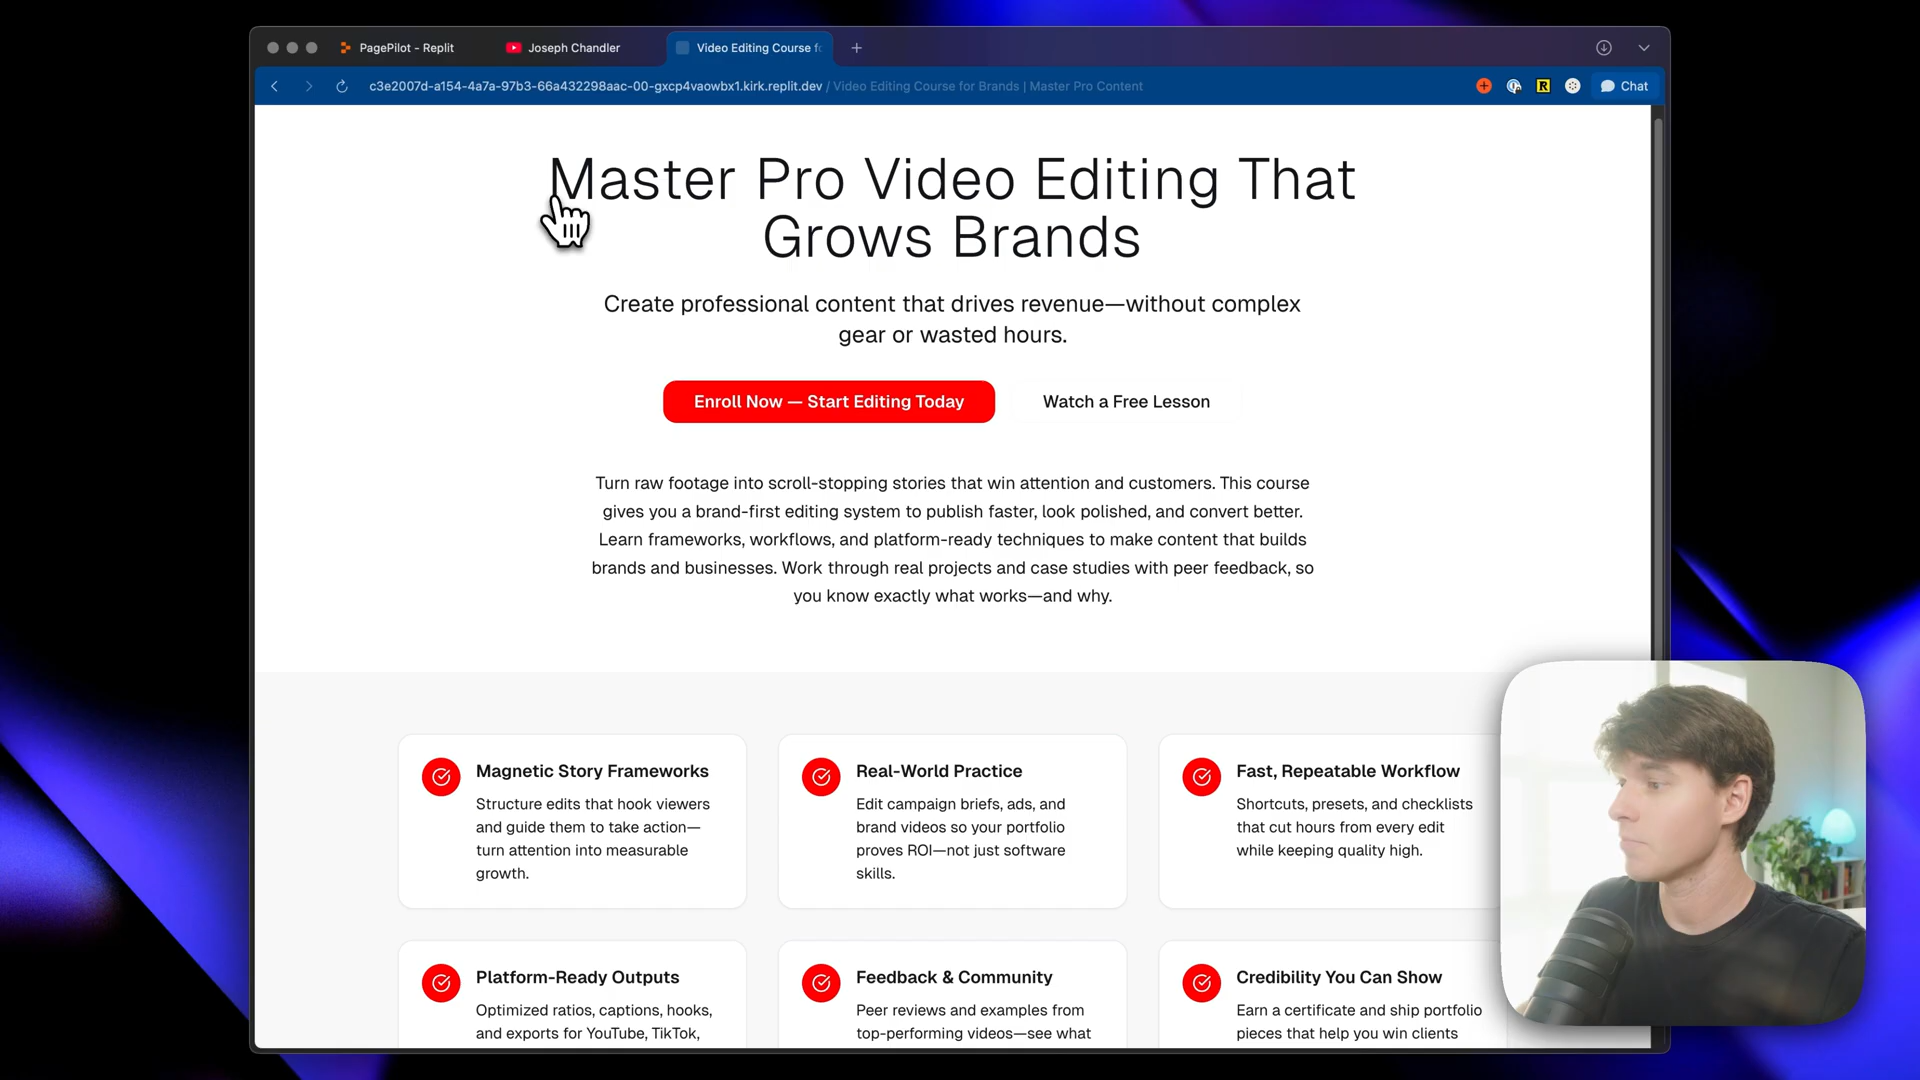 PagePilot - Replit
Joseph Chandler
Video Editing Course fo
c3e2007d-a154-4a7a-97b3-66a432298aac-00-gxcp4vaowbx1.kirk.replit.dev / Video Editing Course for Brands | Master Pro Content
R
Chat
Master Pro Video Editing That
Grows Brands
Create professional content that drives revenue—without complex
gear or wasted hours.
Enroll Now — Start Editing Today
Watch a Free Lesson
Turn raw footage into scroll-stopping stories that win attention and customers. This course
gives you a brand-first editing system to publish faster, look polished, and convert better.
Learn frameworks, workflows, and platform-ready techniques to make content that builds
brands and businesses. Work through real projects and case studies with peer feedback, so
you know exactly what works—and why.
Magnetic Story Frameworks
Structure edits that hook viewers
and guide them to take action—
turn attention into measurable
growth.
Real-World Practice
Edit campaign briefs, ads, and
brand videos so your portfolio
proves ROI—not just software
skills.
Fast, Repeatable Workflow
Shortcuts, presets, and checklists
that cut hours from every edit
while keeping quality high.
Platform-Ready Outputs
Optimized ratios, captions, hooks,
and exports for YouTube, TikTok,
Feedback & Community
Peer reviews and examples from
top-performing videos—see what
Credibility You Can Show
Earn a certificate and ship portfolio
pieces that help you win clients